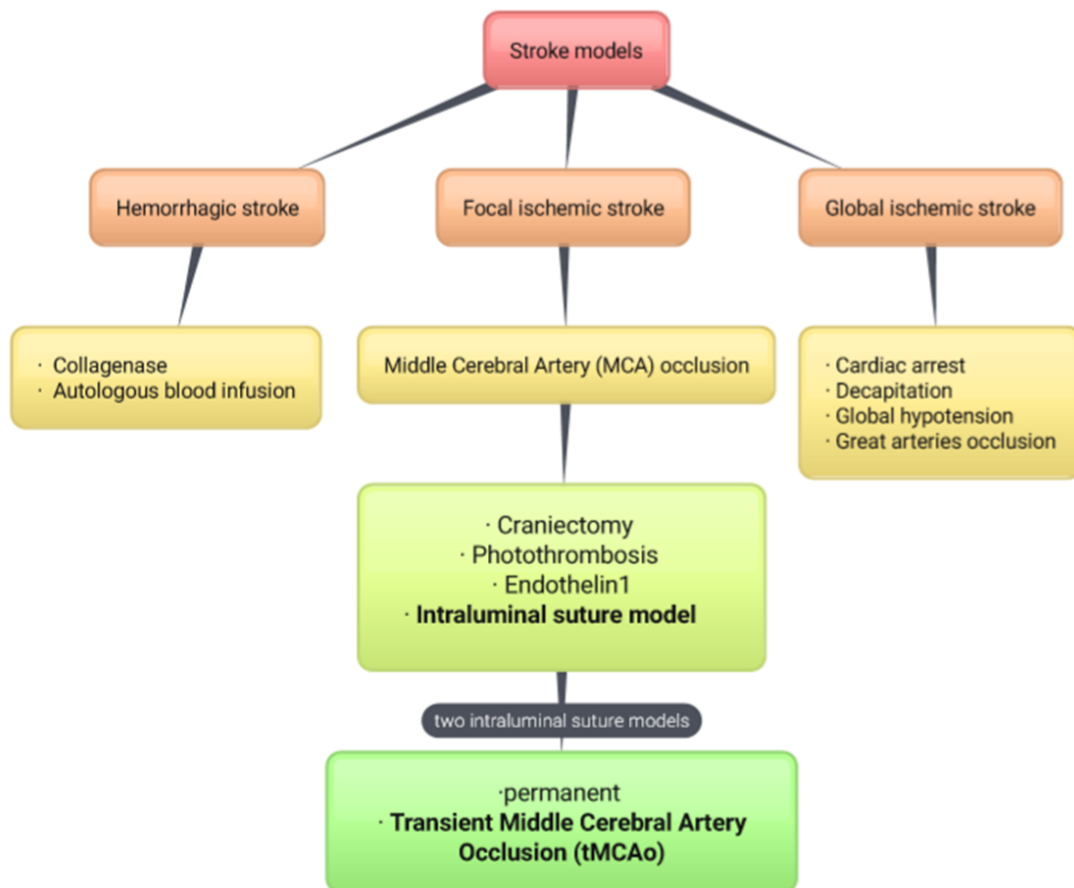 Stroke models
Hemorrhagic stroke
Focal ischemic stroke
Global ischemic stroke
· Collagenase
· Autologous blood infusion
Middle Cerebral Artery (MCA) occlusion
· Cardiac arrest
· Decapitation
· Global hypotension
· Great arteries occlusion
· Craniectomy
· Photothrombosis
· Endothelin1
· Intraluminal suture model
two intraluminal suture models
·permanent
· Transient Middle Cerebral Artery
Occlusion (tMCAo)